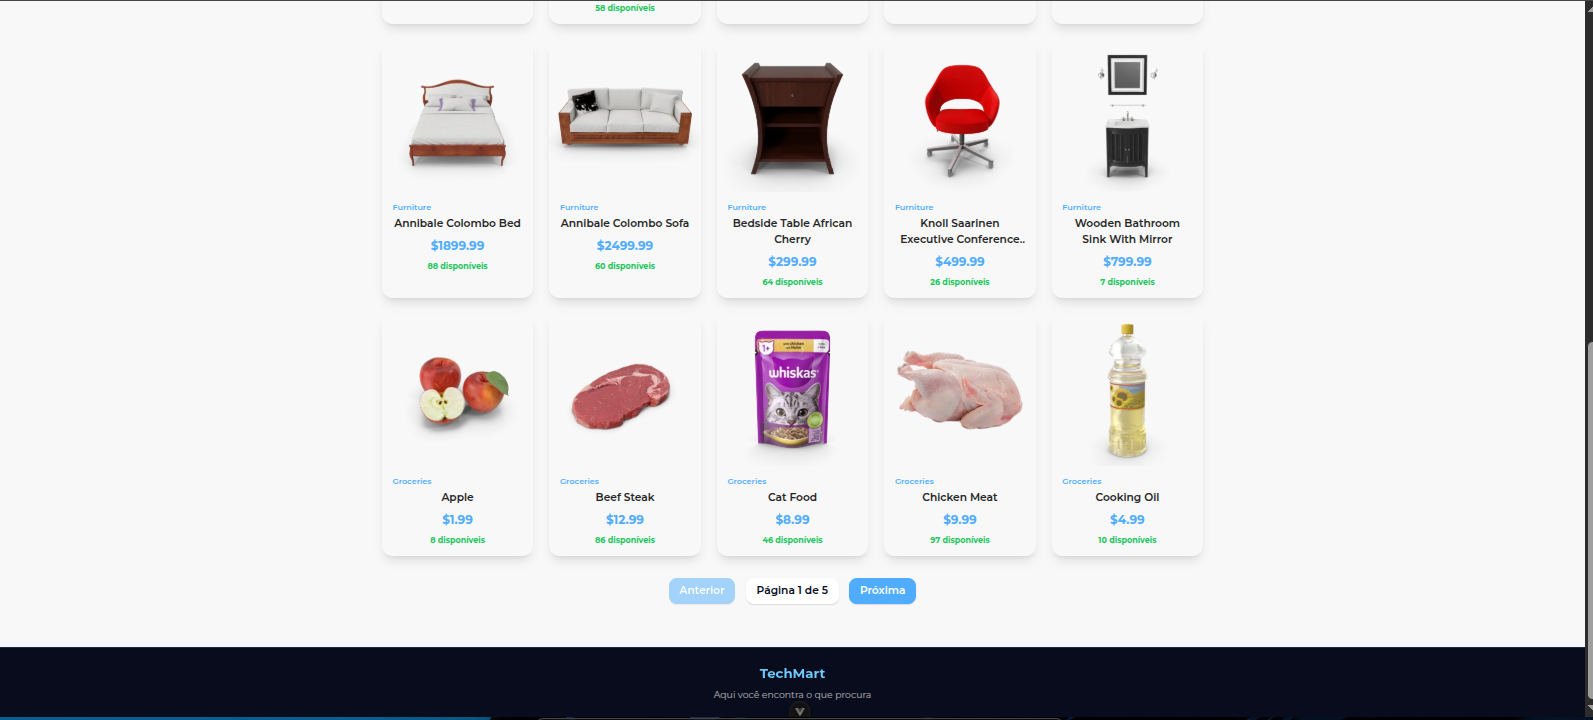 58 disponíveis
Furniture
Annibale Colombo Bed
$1899.99
88 disponíveis
Furniture
Annibale Colombo Sofa
$2499.99
60 disponíveis
Furniture
Bedside Table African
Cherry
$299.99
64 disponíveis
Furniture
Knoll Saarinen
Executive Conference..
$499.99
26 disponíveis
Furniture
Wooden Bathroom
Sink With Mirror
$799.99
7 disponíveis
1+
whiskas
Groceries
Apple
$1.99
8 disponíveis
Groceries
Beef Steak
$12.99
86 disponíveis
Groceries
Cat Food
$8.99
46 disponíveis
Groceries
Chicken Meat
$9.99
97 disponíveis
Groceries
Cooking Oil
$4.99
10 disponíveis
Anterior
Página 1 de 5
Próxima
TechMart
Aqui você encontra o que procura